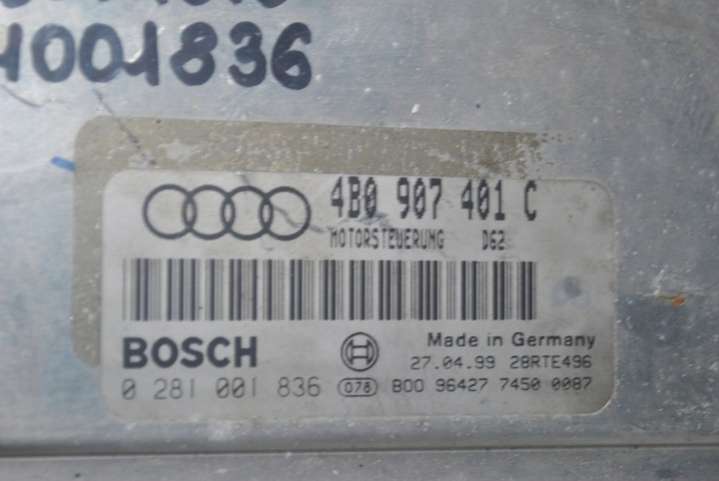 1001836
4B0 907 401 C
MOTORSTEUERUNG D62
BOSCH
Made in Germany
27.04.99 28RTE496
0 281 001 836 078 B00 96427 7450 0087